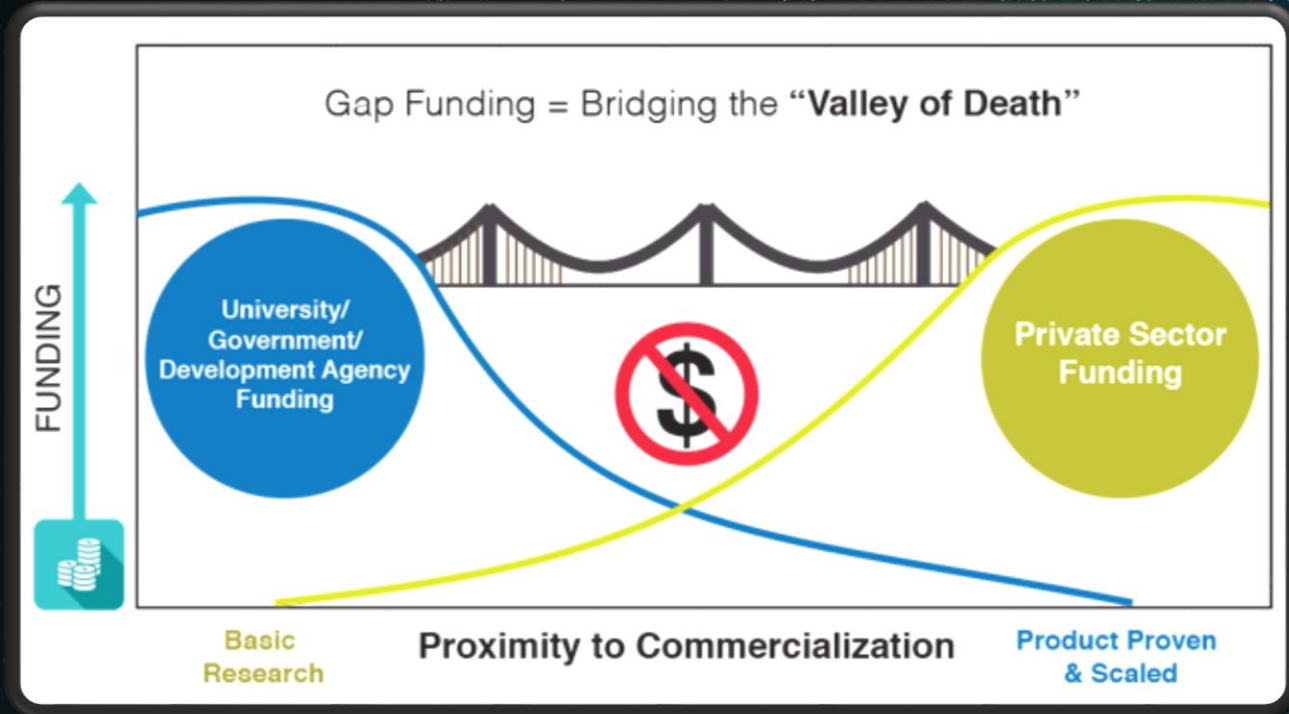 Gap Funding = Bridging the “Valley of Death”
FUNDING
University/
Government/
Development Agency
Funding
$
Private Sector
Funding
Basic
Research
Proximity to Commercialization
Product Proven
& Scaled